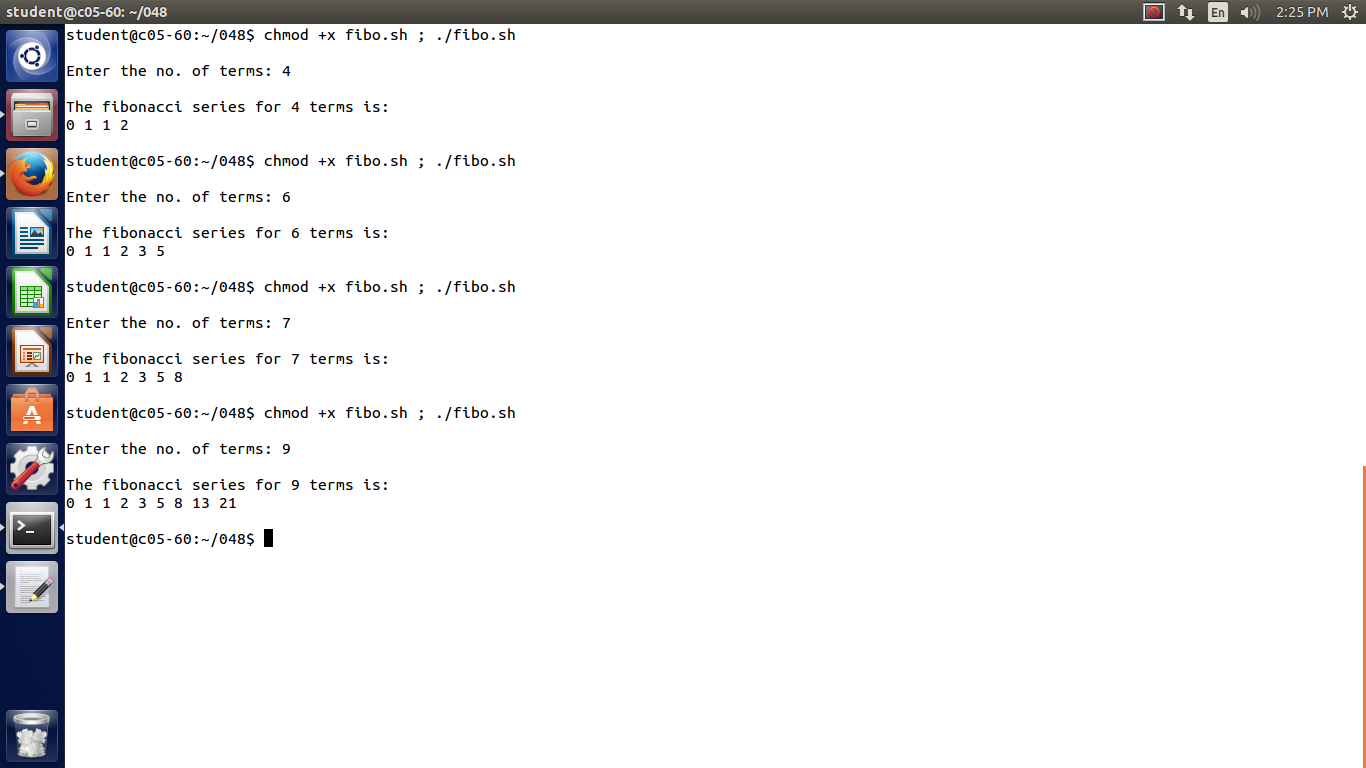 student@c05-60: ~/048
En
2:25 PM
student@c05-60:~/048$ chmod +x fibo.sh ; ./fibo.sh
Enter the no. of terms: 4
The fibonacci series for 4 terms is:
0 1 1 2
student@c05-60:~/048$ chmod +x fibo.sh ; ./fibo.sh
Enter the no. of terms: 6
The fibonacci series for 6 terms is:
0 1 1 2 3 5
student@c05-60:~/048$ chmod +x fibo.sh ; ./fibo.sh
Enter the no. of terms: 7
The fibonacci series for 7 terms is:
0 1 1 2 3 5 8
student@c05-60:~/048$ chmod +x fibo.sh ; ./fibo.sh
Enter the no. of terms: 9
The fibonacci series for 9 terms is:
0 1 1 2 3 5 8 13 21
student@c05-60:~/048$